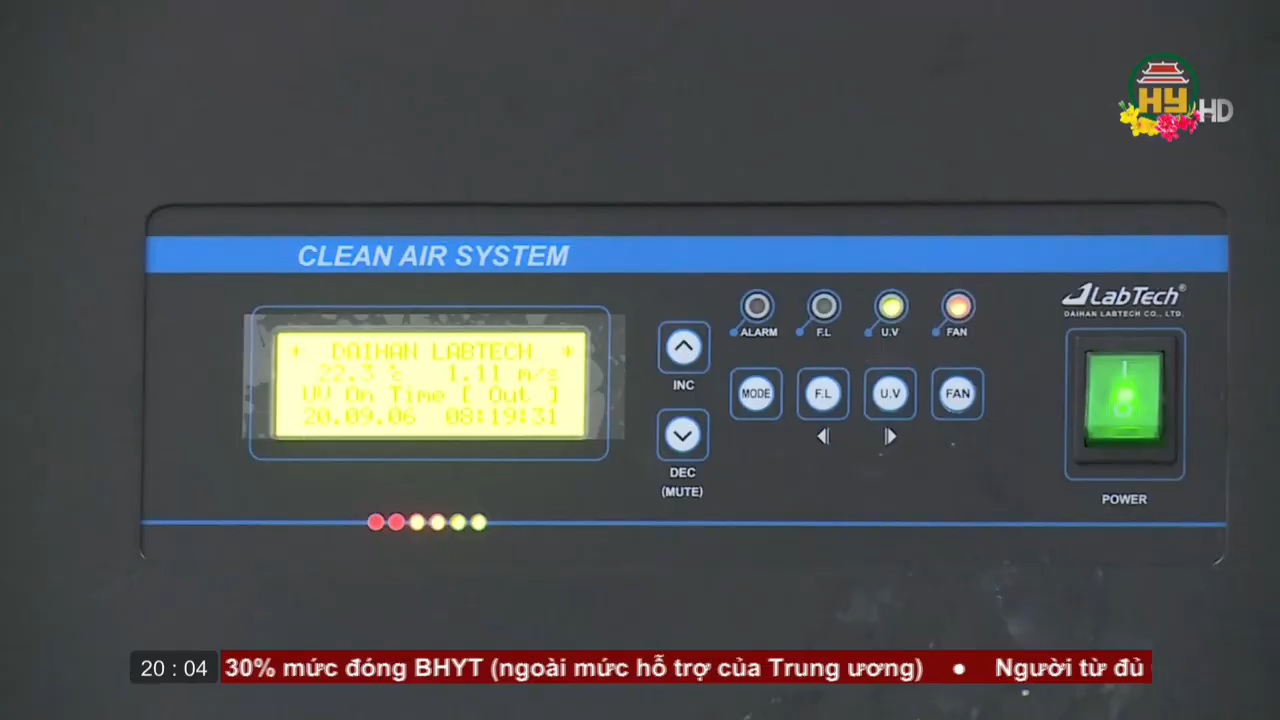 HY HD
CLEAN AIR SYSTEM
LabTech®
DAIHAN LABTECH CO., LTD.
ALARM F.L U.V FAN
* DAIHAN LABTECH *
22.3 ℃ 1.11 m/s
UV On Time [ Out ]
20.09.06 08:19:31
INC
MODE F.L U.V FAN
DEC
(MUTE)
POWER
20 : 04 30% mức đóng BHYT (ngoài mức hỗ trợ của Trung ương) • Người từ đủ